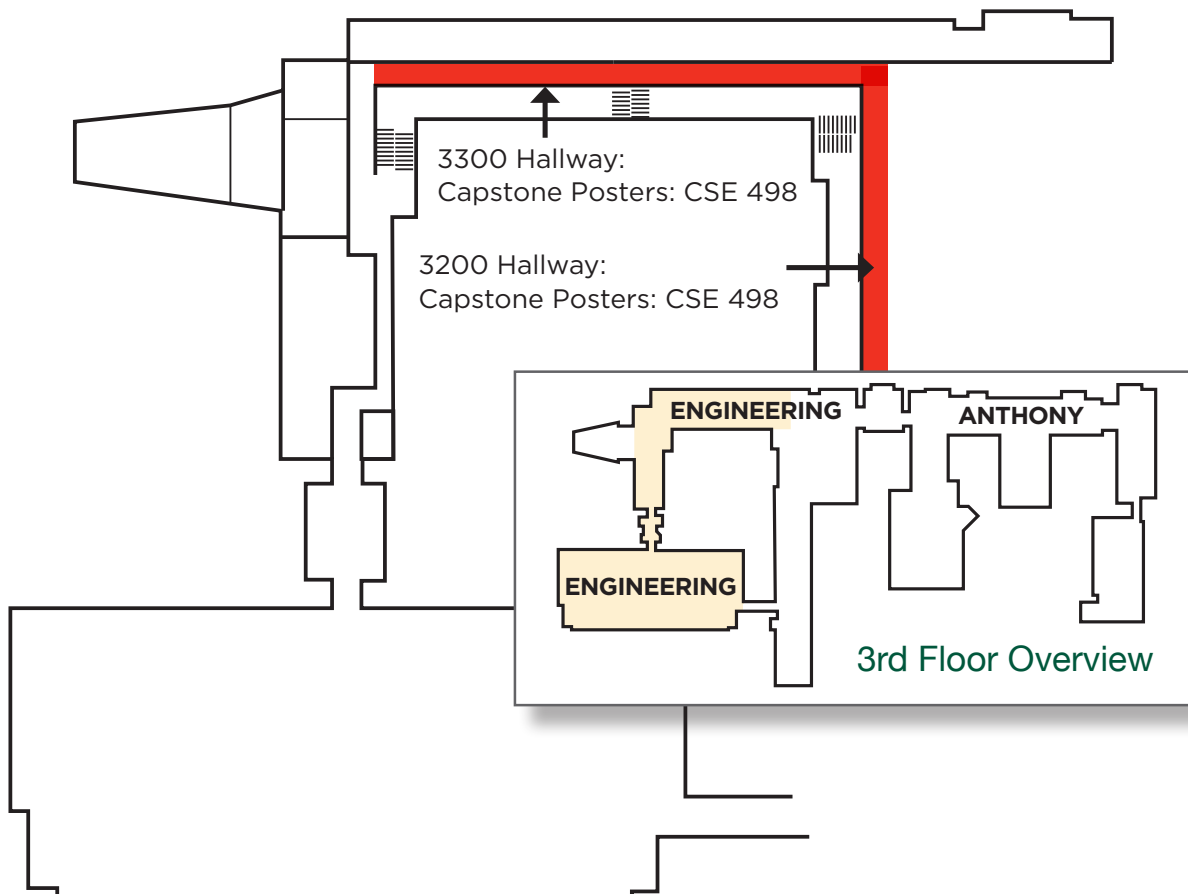 3300 Hallway:
Capstone Posters: CSE 498
3200 Hallway:
Capstone Posters: CSE 498
ENGINEERING
ANTHONY
ENGINEERING
3rd Floor Overview